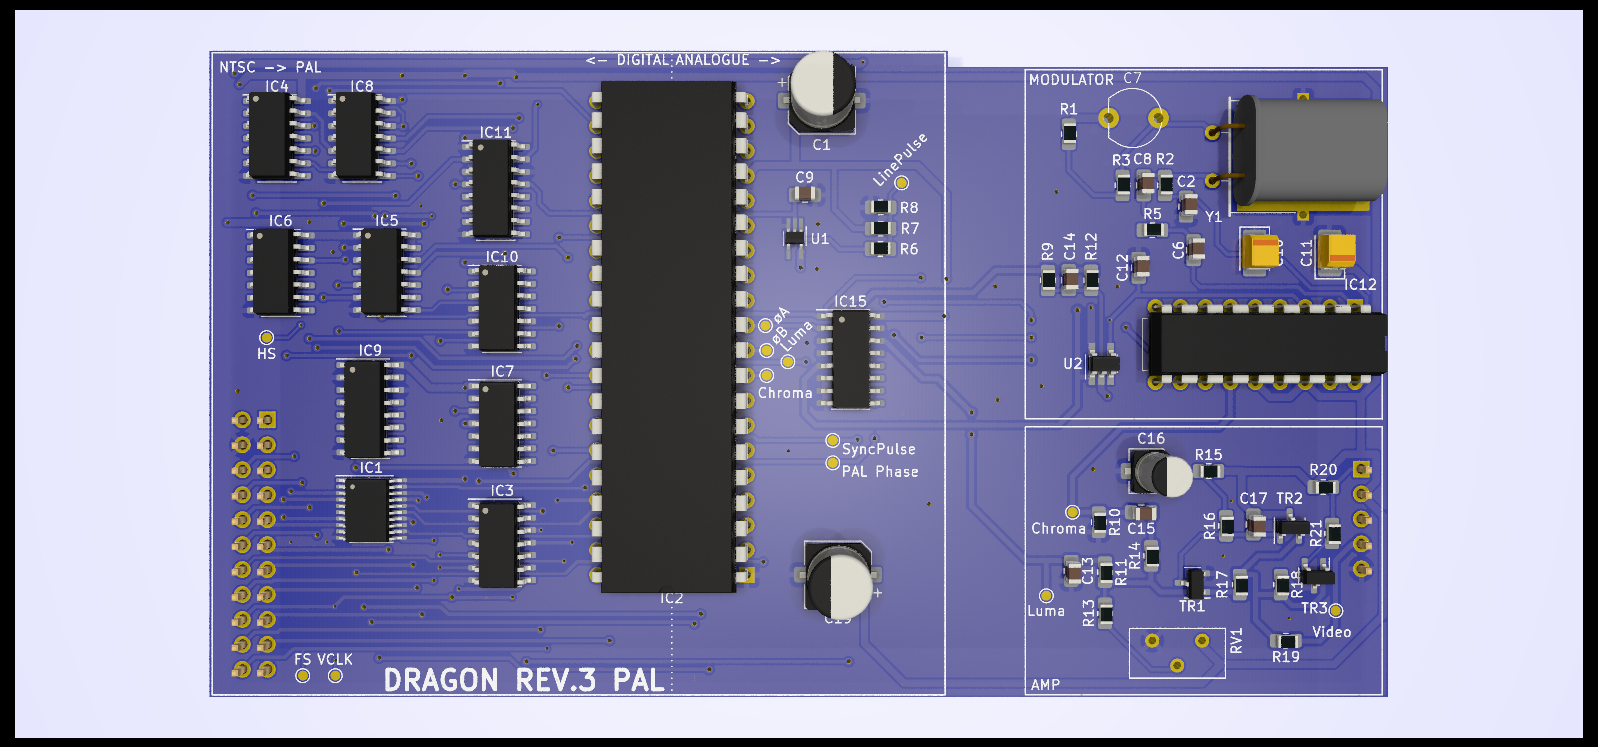 <- DIGITAL ANALOGUE ->
NTSC -> PAL
IC4
IC8
IC11
IC6
IC5
IC10
HS
IC9
IC7
IC1
IC3
FS VCLK
DRAGON REV.3 PAL
IC2
+
C1
LinePulse
C9
R8
R7
R6
U1
øA
øB
Luma
Chroma
IC15
SyncPulse
PAL Phase
+
MODULATOR
C7
R1
R3 C8 R2
C2
Y1
R5
R9
C14
R12
C12
C6
C11
IC12
U2
C16
R15
R20
Chroma
R10
C15
R16
C17 TR2
R21
R14
C13
R11
Luma
R13
TR1
R17
R18
TR3
Video
RV1
R19
AMP